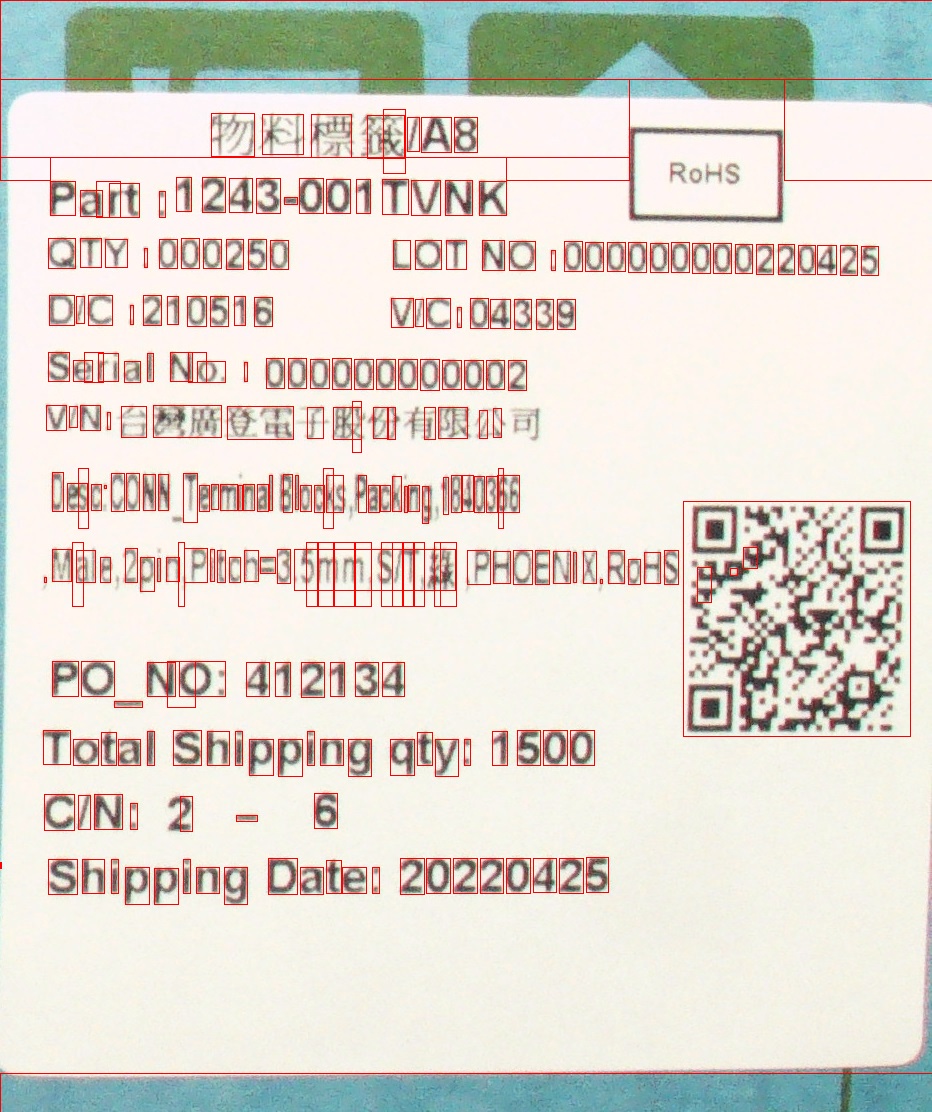 物料標籤/A8
RoHS
Part :1243-001TVNK
QTY :000250 LOT NO :000000000220425
D/C :210516 V/C:04339
Serial No. : 000000000002
V/N:台灣廣登電子股份有限公司
Desc:CONN_Terminal Blocks,Packing,1840366
,Male,2pin,Pitch=3.5mm,S/T,綠,PHOENIX,RoHS
PO_NO: 412134
Total Shipping qty: 1500
C/N: 2 - 6
Shipping Date: 20220425